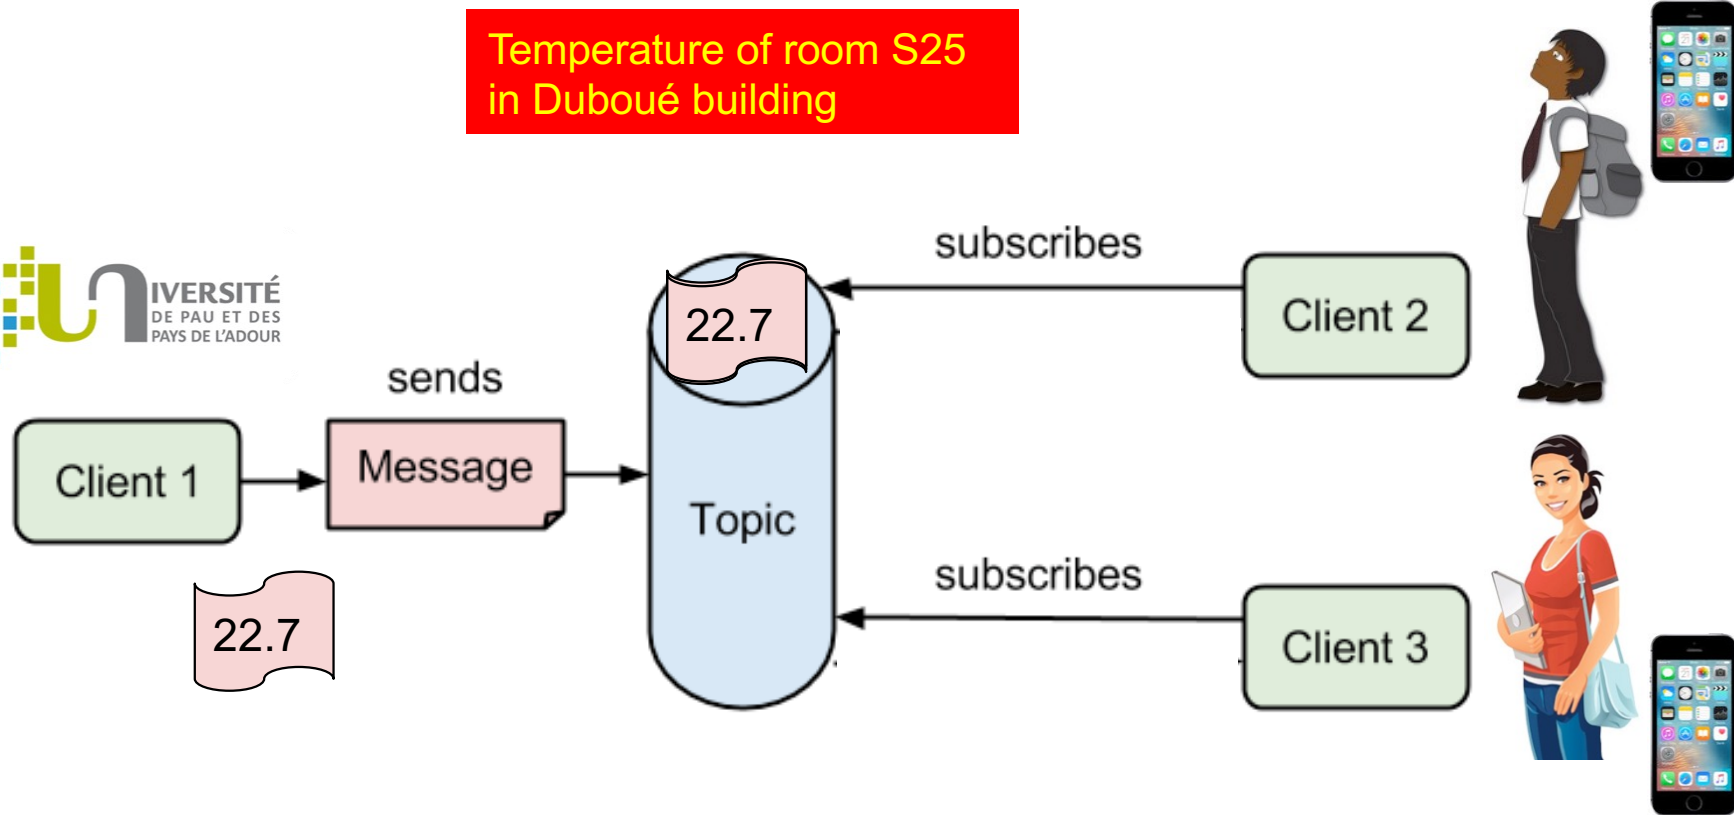 Temperature of room S25
in Duboué building
UNIVERSITÉ
DE PAU ET DES
PAYS DE L'ADOUR
sends
Client 1
Message
22.7
22.7
Topic
subscribes
Client 2
subscribes
Client 3